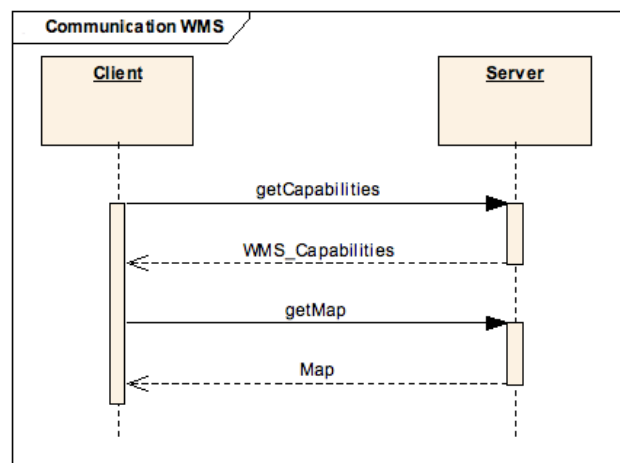 Communication WMS
Client
Server
getCapabilities
WMS_Capabilities
getMap
Map